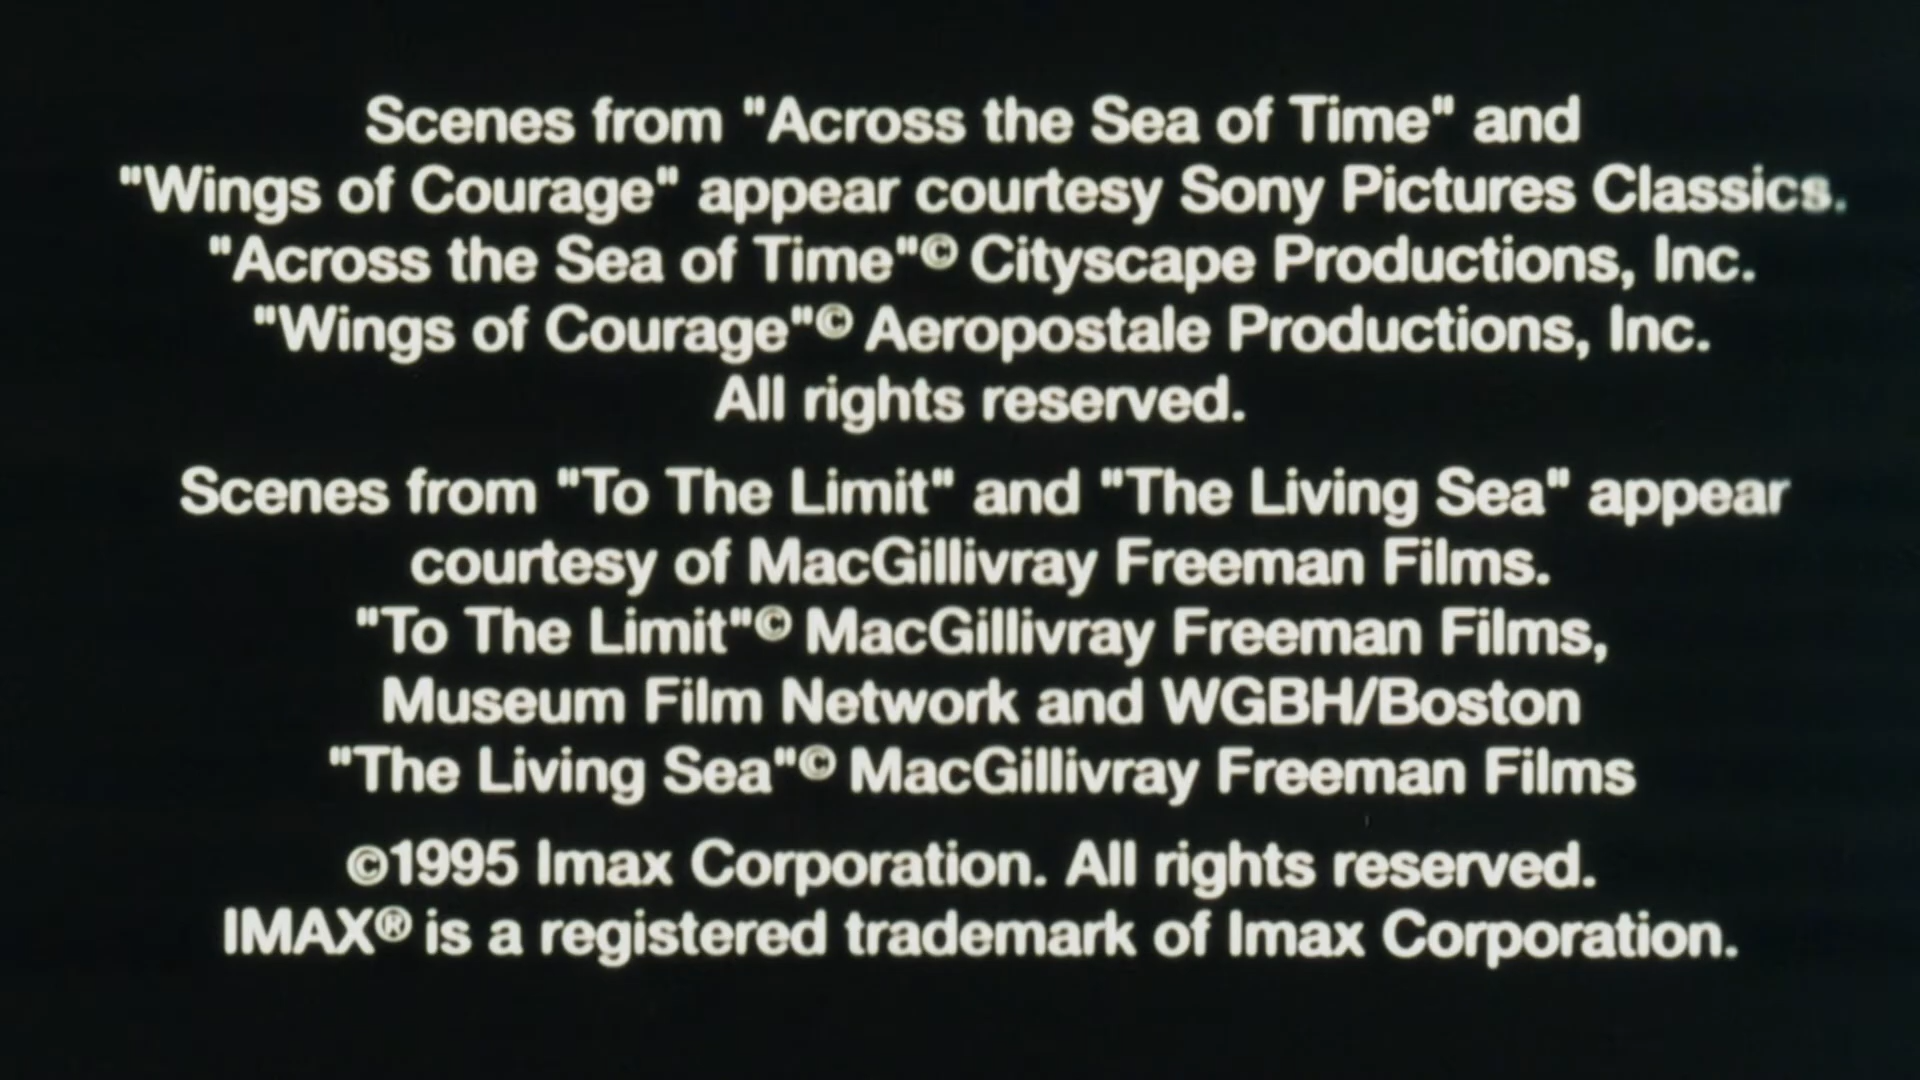 Scenes from "Across the Sea of Time" and
"Wings of Courage" appear courtesy Sony Pictures Classics.
"Across the Sea of Time"© Cityscape Productions, Inc.
"Wings of Courage"© Aeropostale Productions, Inc.
All rights reserved.
Scenes from "To The Limit" and "The Living Sea" appear
courtesy of MacGillivray Freeman Films.
"To The Limit"© MacGillivray Freeman Films,
Museum Film Network and WGBH/Boston
"The Living Sea"© MacGillivray Freeman Films
©1995 Imax Corporation. All rights reserved.
IMAX® is a registered trademark of Imax Corporation.